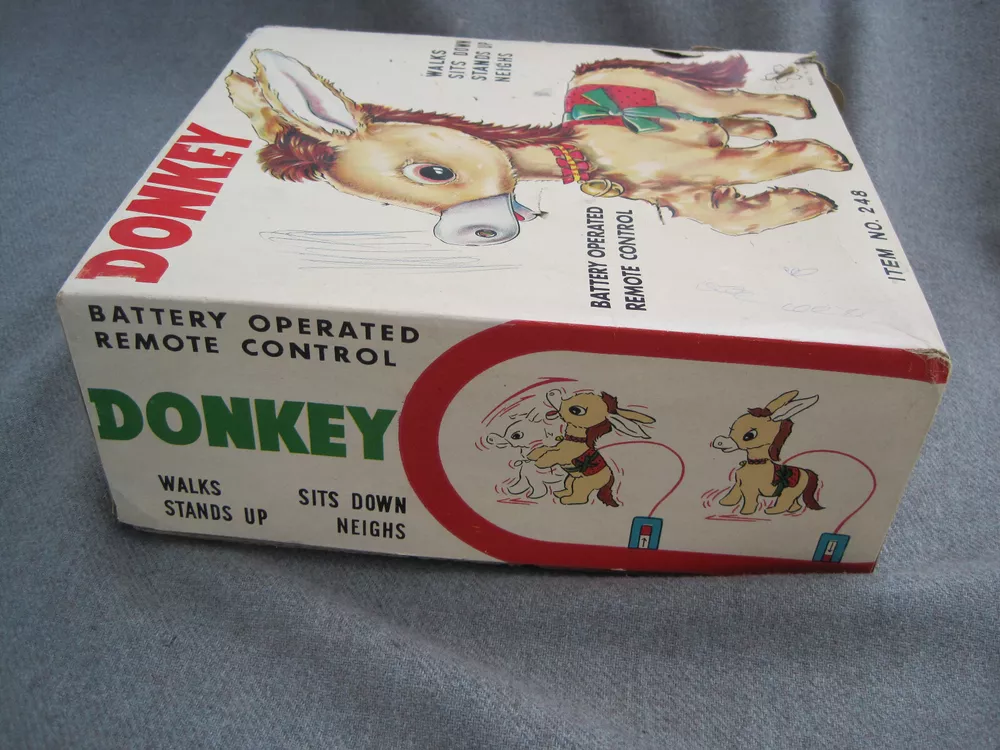 DONKEY
WALKS
SITS DOWN
STANDS UP
NEIGHS
BATTERY OPERATED
REMOTE CONTROL
ITEM NO. 248
BATTERY OPERATED
REMOTE CONTROL
DONKEY
WALKS
SITS DOWN
STANDS UP
NEIGHS